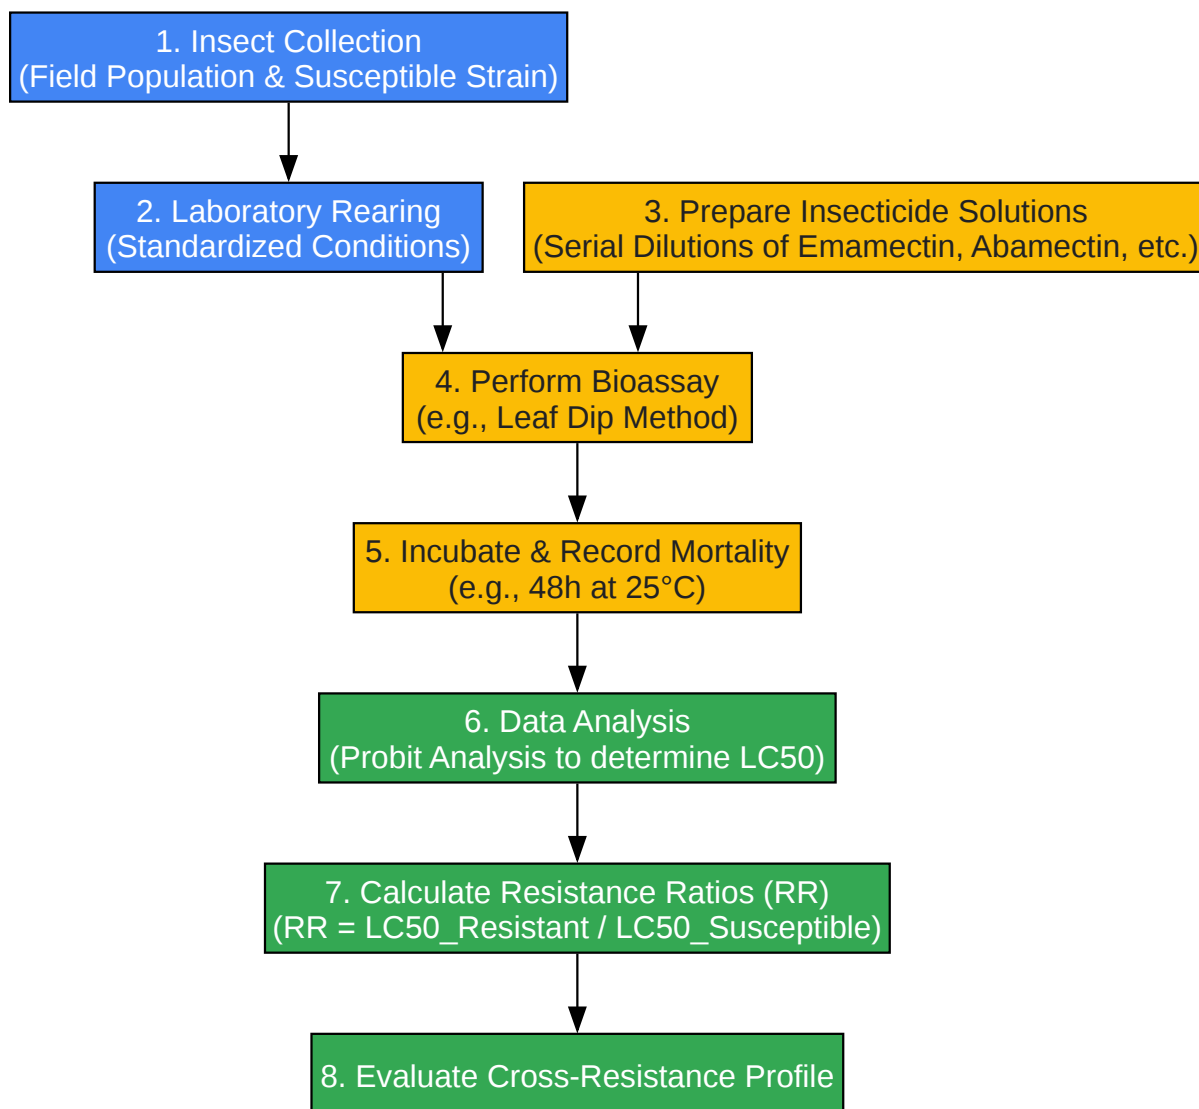 1. Insect Collection
(Field Population & Susceptible Strain)
2. Laboratory Rearing
(Standardized Conditions)
3. Prepare Insecticide Solutions
(Serial Dilutions of Emamectin, Abamectin, etc.)
4. Perform Bioassay
(e.g., Leaf Dip Method)
5. Incubate & Record Mortality
(e.g., 48h at 25°C)
6. Data Analysis
(Probit Analysis to determine LC50)
7. Calculate Resistance Ratios (RR)
(RR = LC50_Resistant / LC50_Susceptible)
8. Evaluate Cross-Resistance Profile